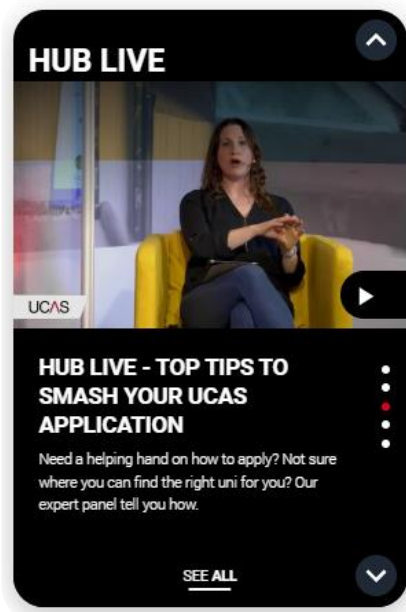 HUB LIVE
UCAS
HUB LIVE - TOP TIPS TO
SMASH YOUR UCAS
APPLICATION
Need a helping hand on how to apply? Not sure
where you can find the right uni for you? Our
expert panel tell you how.
SEE ALL